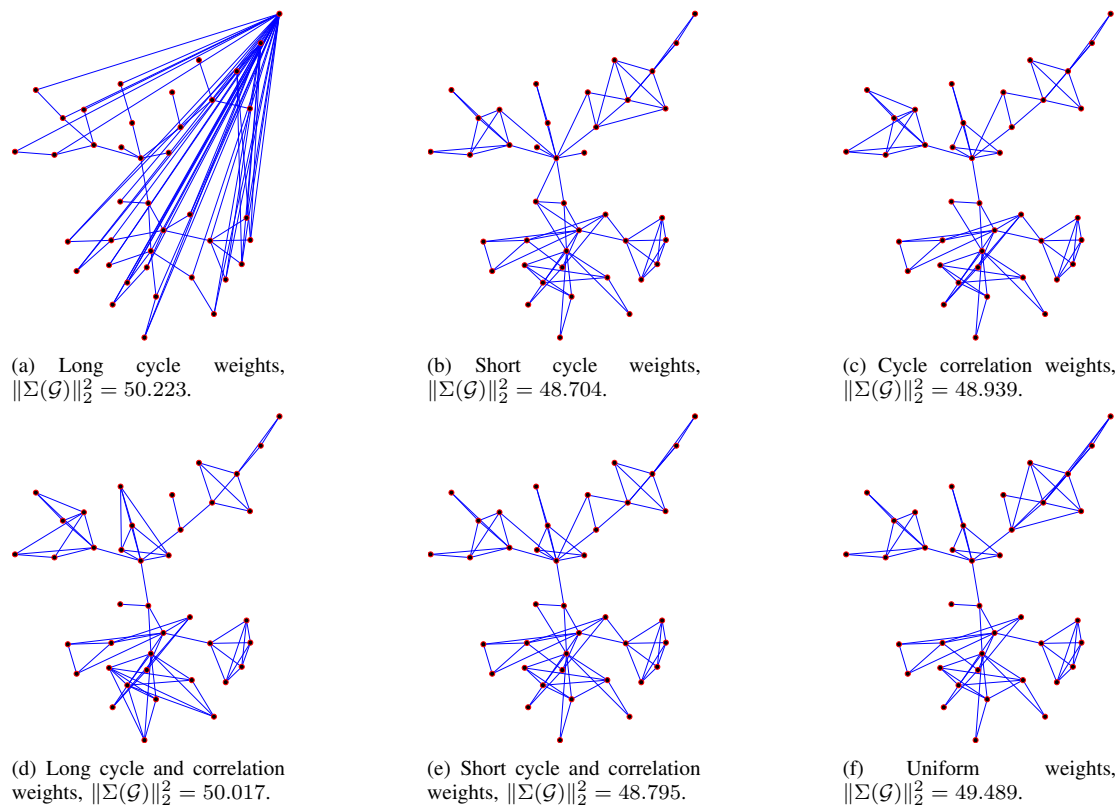 (a) Long cycle weights,
‖Σ(𝒢)‖₂² = 50.223.
(b) Short cycle weights,
‖Σ(𝒢)‖₂² = 48.704.
(c) Cycle correlation weights,
‖Σ(𝒢)‖₂² = 48.939.
(d) Long cycle and correlation
weights, ‖Σ(𝒢)‖₂² = 50.017.
(e) Short cycle and correlation
weights, ‖Σ(𝒢)‖₂² = 48.795.
(f) Uniform weights,
‖Σ(𝒢)‖₂² = 49.489.